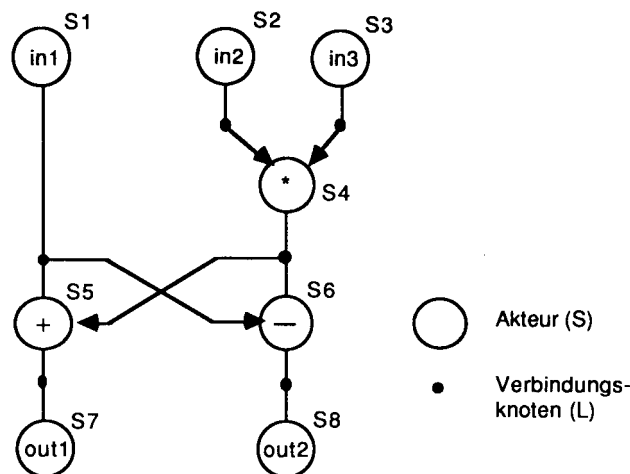 S1
S2
S3
in1
in2
in3
*
S4
S5
S6
+
—
Akteur (S)
Verbindungs-
knoten (L)
S7
S8
out1
out2